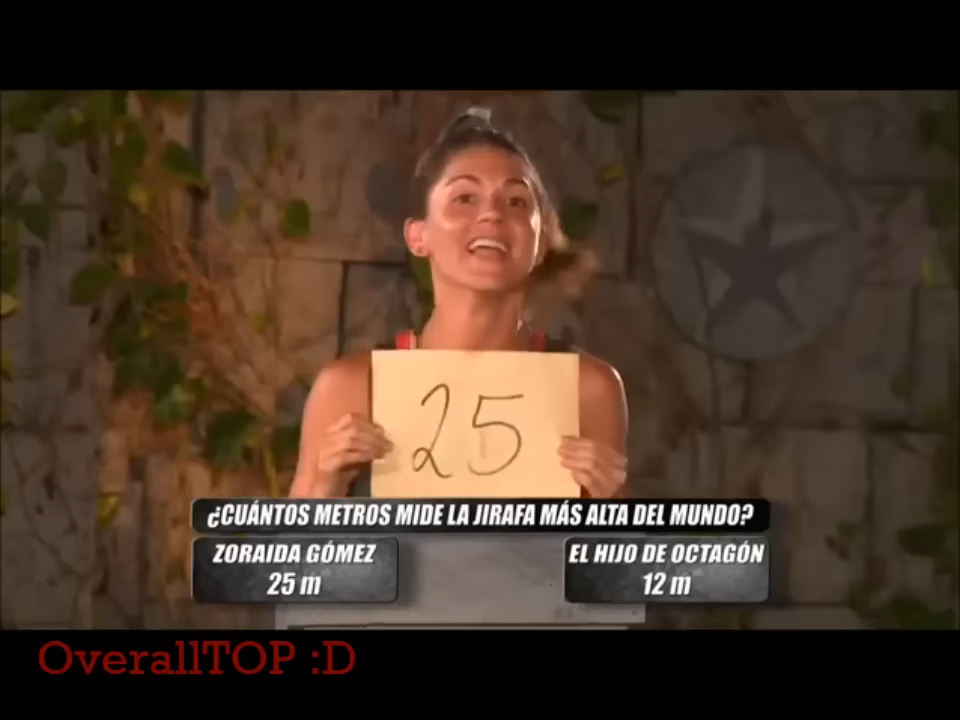 25
¿CUÁNTOS METROS MIDE LA JIRAFA MÁS ALTA DEL MUNDO?
ZORAIDA GÓMEZ
25 m
EL HIJO DE OCTAGÓN
12 m
OverallTOP :D